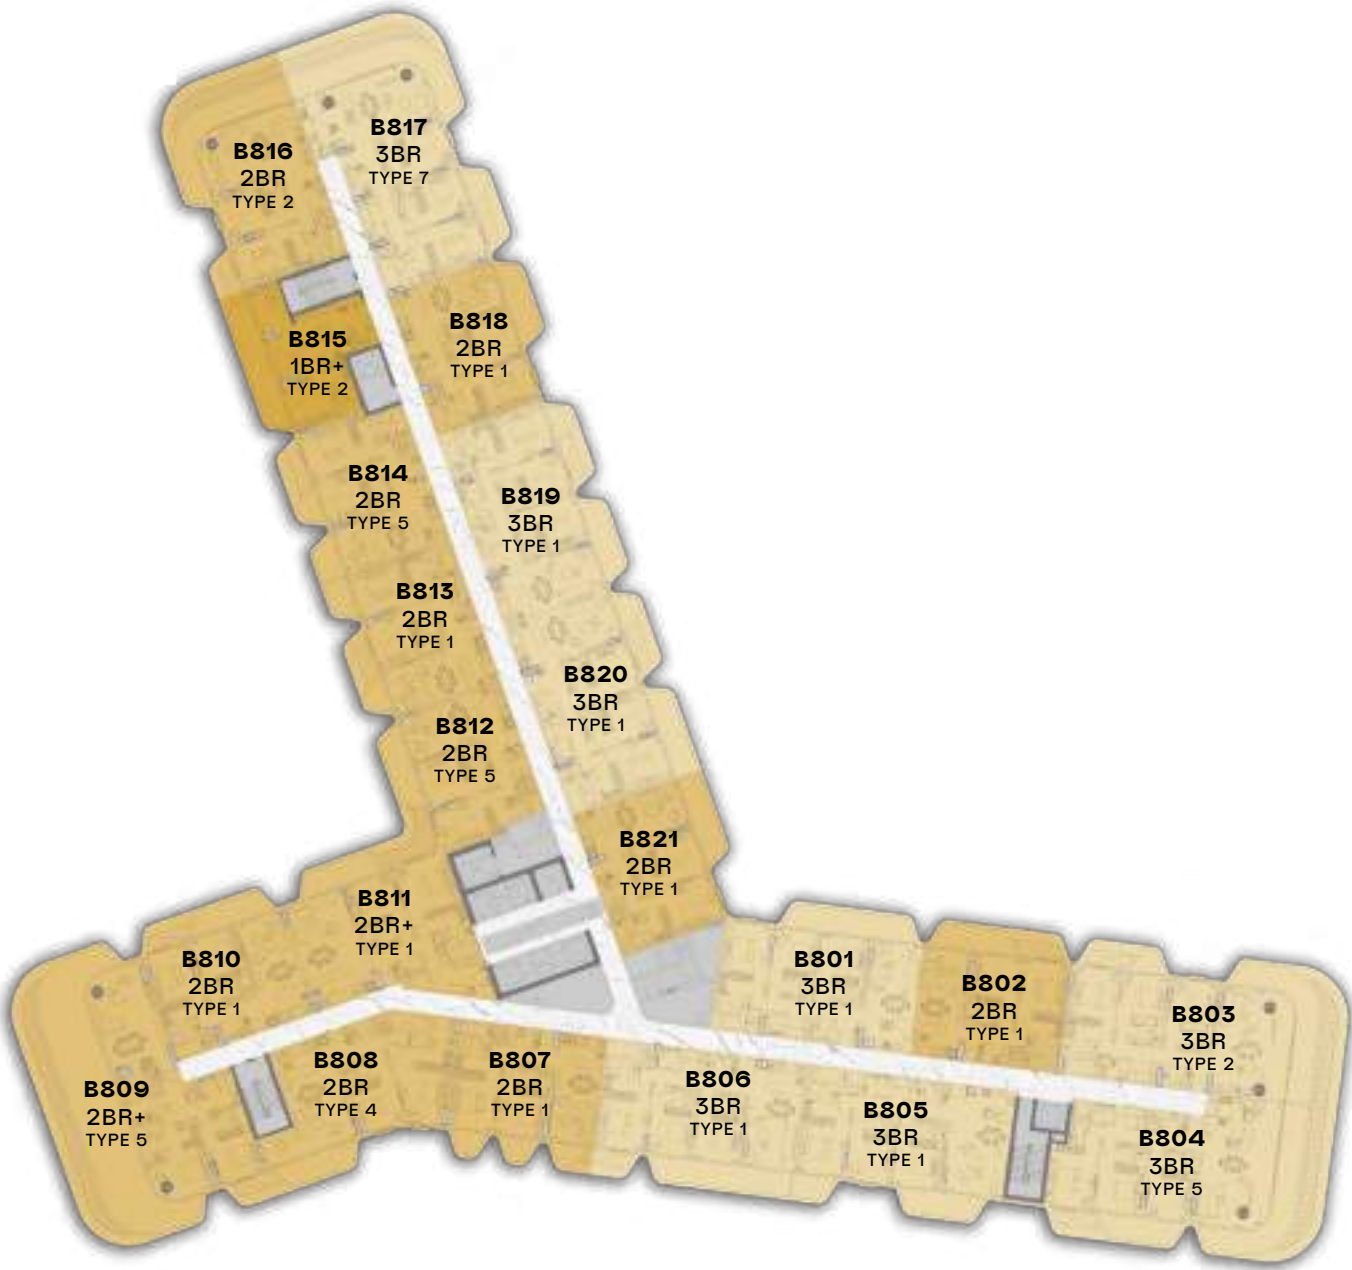 B817
3BR
TYPE 7
B816
2BR
TYPE 2
B818
2BR
TYPE 1
B815
1BR+
TYPE 2
B814
2BR
TYPE 5
B819
3BR
TYPE 1
B813
2BR
TYPE 1
B820
3BR
TYPE 1
B812
2BR
TYPE 5
B821
2BR
TYPE 1
B811
2BR+
TYPE 1
B810
2BR
TYPE 1
B801
3BR
TYPE 1
B802
2BR
TYPE 1
B803
3BR
TYPE 2
B809
2BR+
TYPE 5
B808
2BR
TYPE 4
B807
2BR
TYPE 1
B806
3BR
TYPE 1
B805
3BR
TYPE 1
B804
3BR
TYPE 5